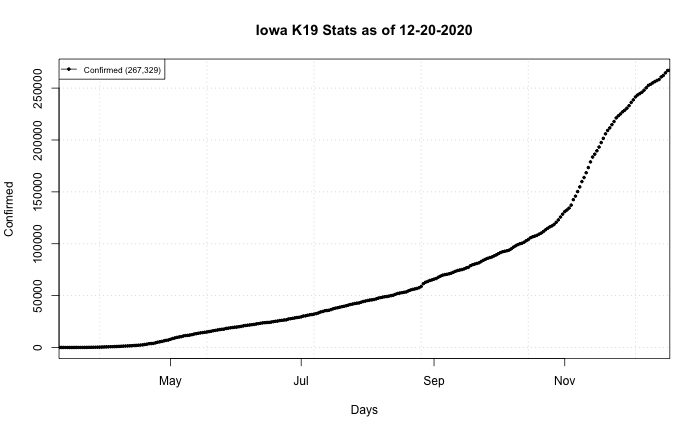 Iowa K19 Stats as of 12-20-2020
Confirmed (267,329)
250000
200000
150000
100000
50000
0
Confirmed
May Jul Sep Nov
Days